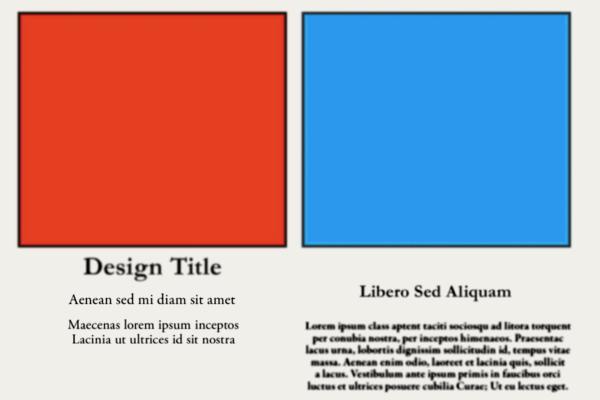 Design Title
Aenean sed mi diam sit amet
Maecenas lorem ipsum inceptos
Lacinia ut ultrices id sit nostra
Libero Sed Aliquam
Lorem ipsum class aptent taciti sociosqu ad litora torquent
per conubia nostra, per inceptos himenaeos. Praesentac
lacus urna, lobortis dignissim sollicitudin id, tempus vitae
massa. Aenean enim odio, laoreet et lacinia quis, sollicit
a lacus. Vestibulum ante ipsum primis in faucibus orci
luctus et ultrices posuere cubilia Curae; Ut eu lectus eget.